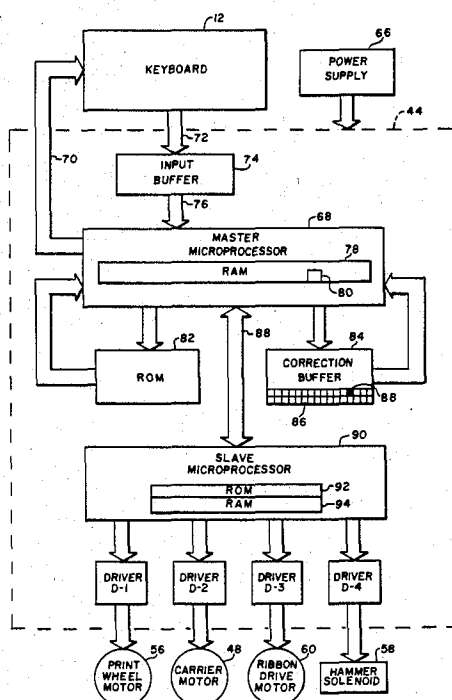 12
KEYBOARD
66
POWER
SUPPLY
44
70
72
INPUT
BUFFER
74
76
68
MASTER
MICROPROCESSOR
78
RAM
80
82
ROM
88
84
CORRECTION
BUFFER
88
86
90
SLAVE
MICROPROCESSOR
ROM
92
RAM
94
DRIVER
D-1
DRIVER
D-2
DRIVER
D-3
DRIVER
D-4
56
PRINT
WHEEL
MOTOR
48
CARRIER
MOTOR
60
RIBBON
DRIVE
MOTOR
58
HAMMER
SOLENOID